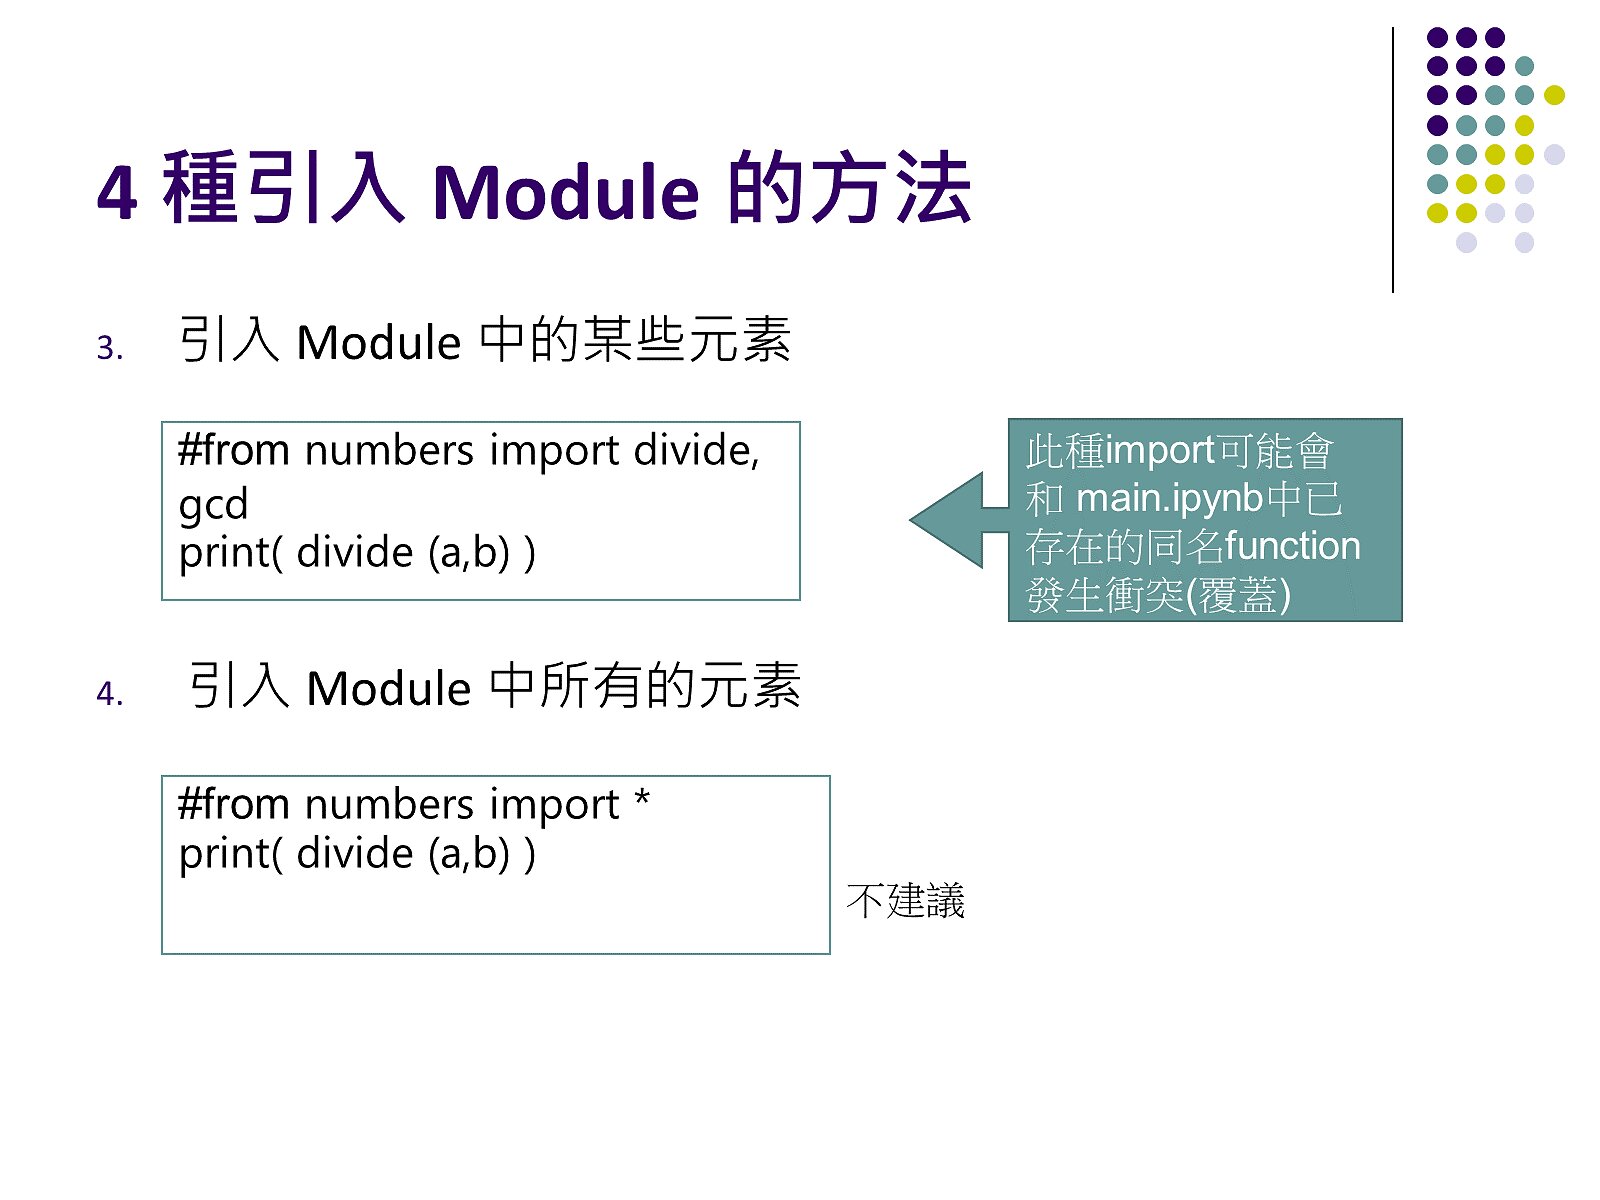 4 種引入 Module 的方法
3. 引入 Module 中的某些元素
#from numbers import divide,
gcd
print( divide (a,b) )
此種import可能會
和 main.ipynb中已
存在的同名function
發生衝突(覆蓋)
4. 引入 Module 中所有的元素
#from numbers import *
print( divide (a,b) )
不建議